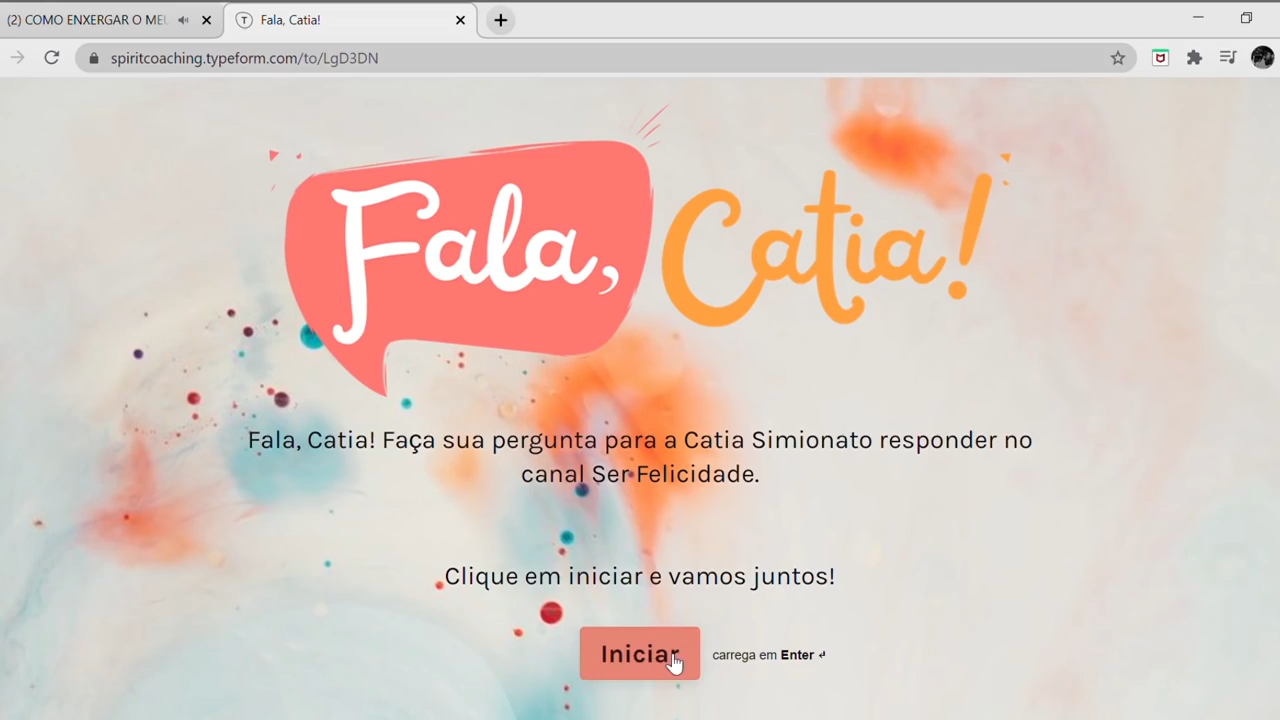 (2) COMO ENXERGAR O MEU
Fala, Catia!
spiritcoaching.typeform.com/to/LgD3DN
Fala, Catia!
Fala, Catia! Faça sua pergunta para a Catia Simionato responder no
canal Ser Felicidade.
Clique em iniciar e vamos juntos!
Iniciar carrega em Enter ↵